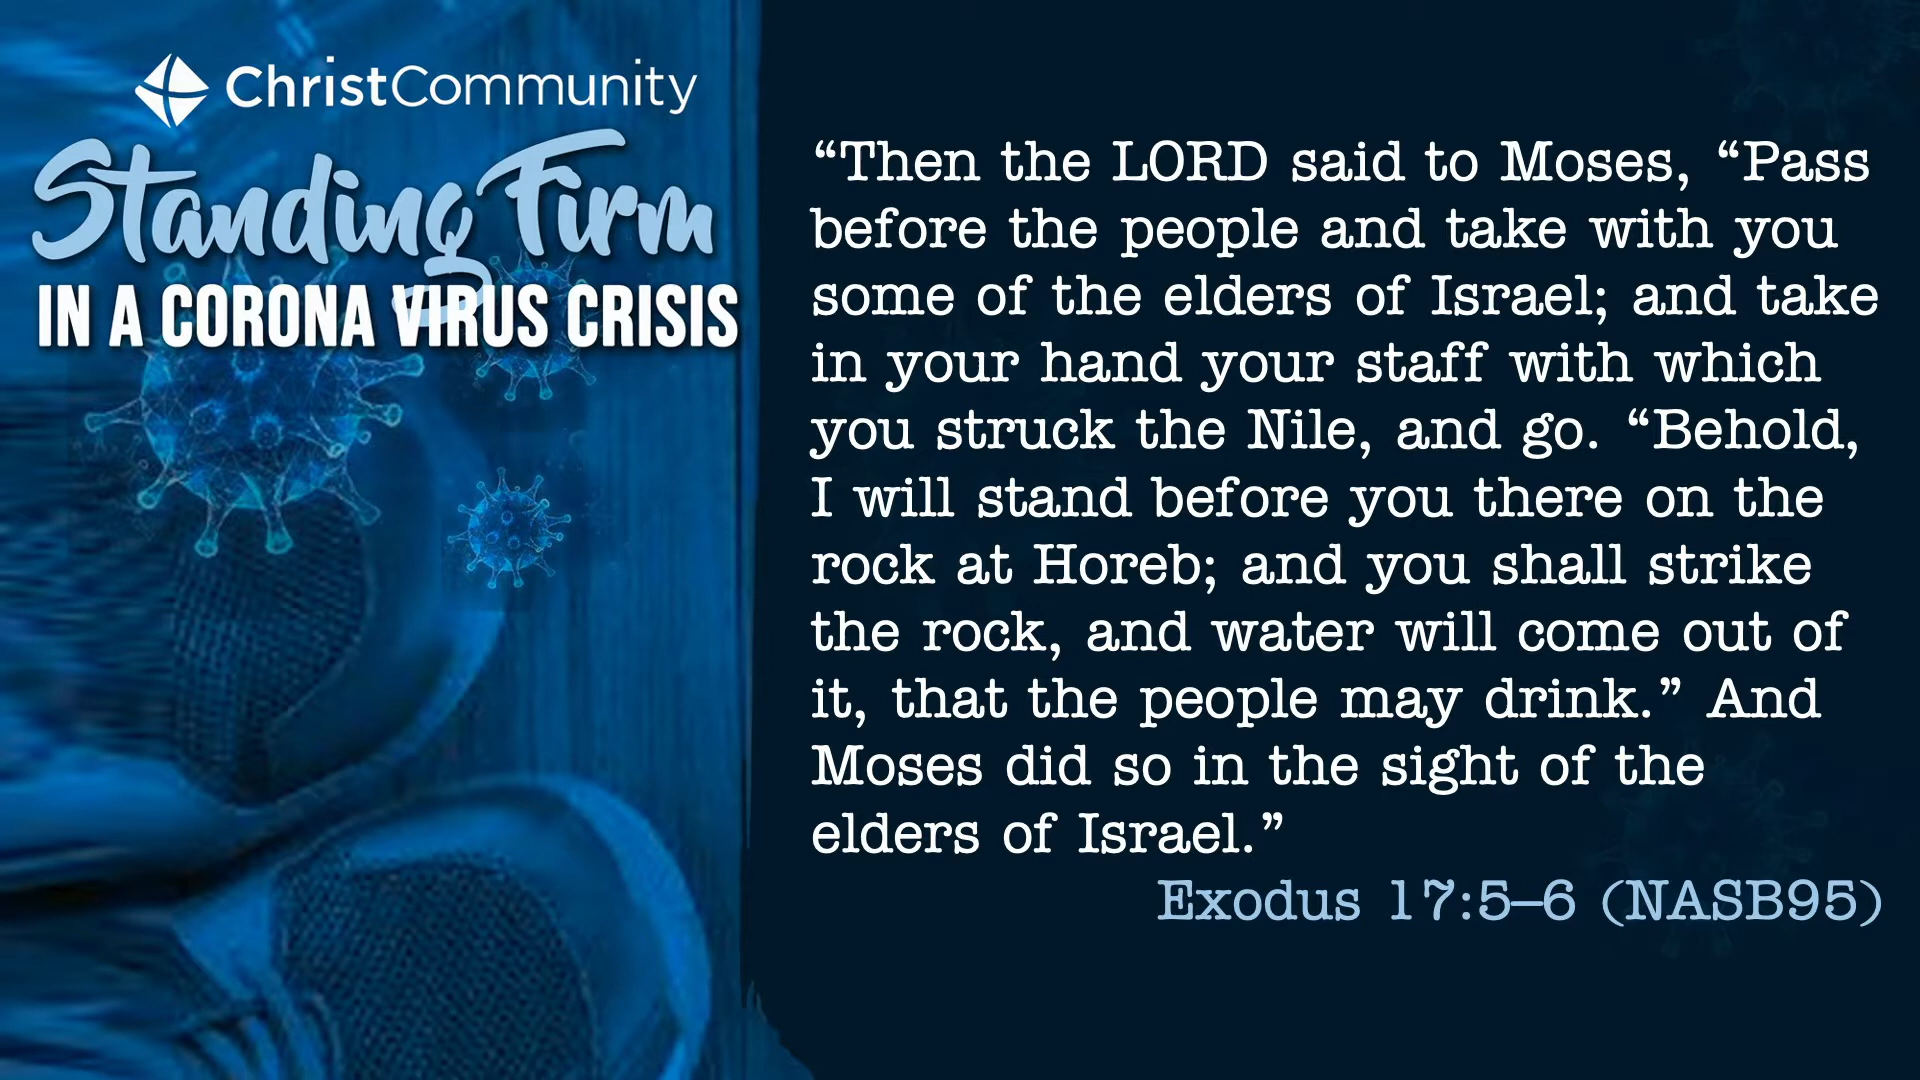 ChristCommunity
Standing Firm
IN A CORONA VIRUS CRISIS
“Then the LORD said to Moses, “Pass
before the people and take with you
some of the elders of Israel; and take
in your hand your staff with which
you struck the Nile, and go. “Behold,
I will stand before you there on the
rock at Horeb; and you shall strike
the rock, and water will come out of
it, that the people may drink.” And
Moses did so in the sight of the
elders of Israel.”
Exodus 17:5–6 (NASB95)